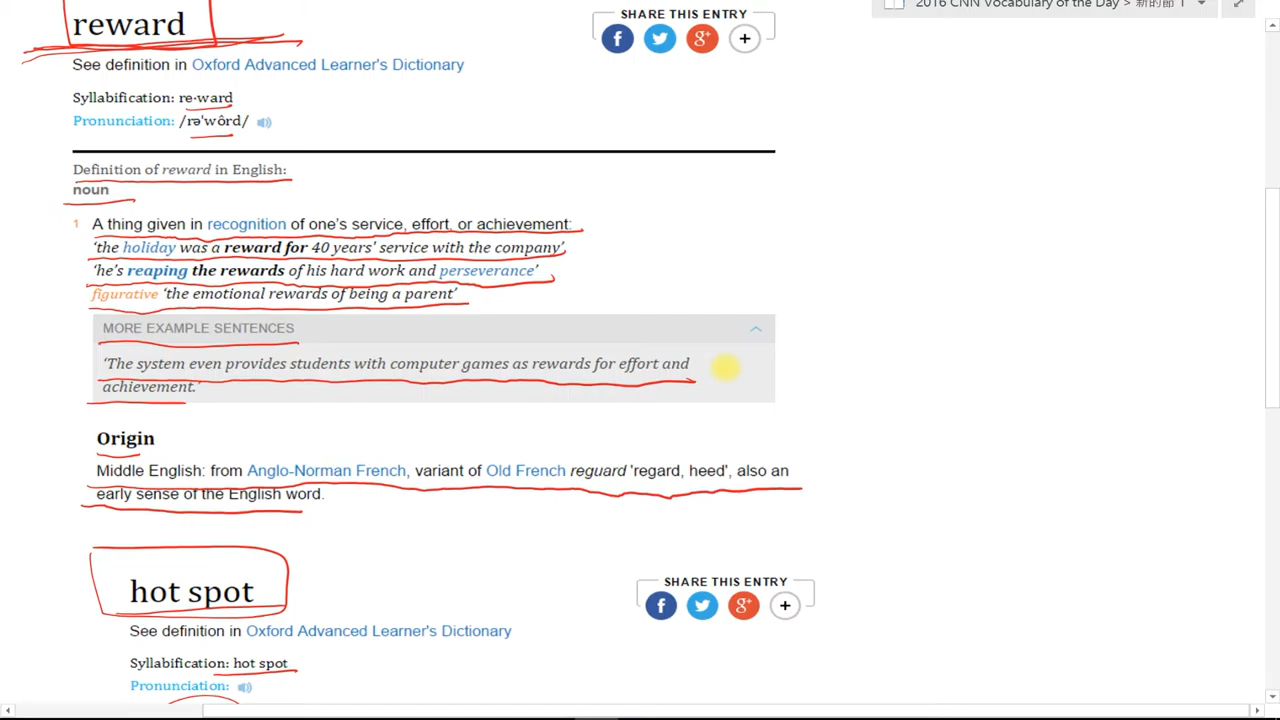 2016 CNN Vocabulary of the Day > 新的節 1
reward
SHARE THIS ENTRY
See definition in Oxford Advanced Learner's Dictionary
Syllabification: re·ward
Pronunciation: /rəˈwôrd/
Definition of reward in English:
noun
1 A thing given in recognition of one's service, effort, or achievement:
‘the holiday was a reward for 40 years' service with the company’
‘he's reaping the rewards of his hard work and perseverance’
figurative ‘the emotional rewards of being a parent’
MORE EXAMPLE SENTENCES
‘The system even provides students with computer games as rewards for effort and
achievement.’
Origin
Middle English: from Anglo-Norman French, variant of Old French reguard 'regard, heed', also an
early sense of the English word.
hot spot
SHARE THIS ENTRY
See definition in Oxford Advanced Learner's Dictionary
Syllabification: hot spot
Pronunciation: